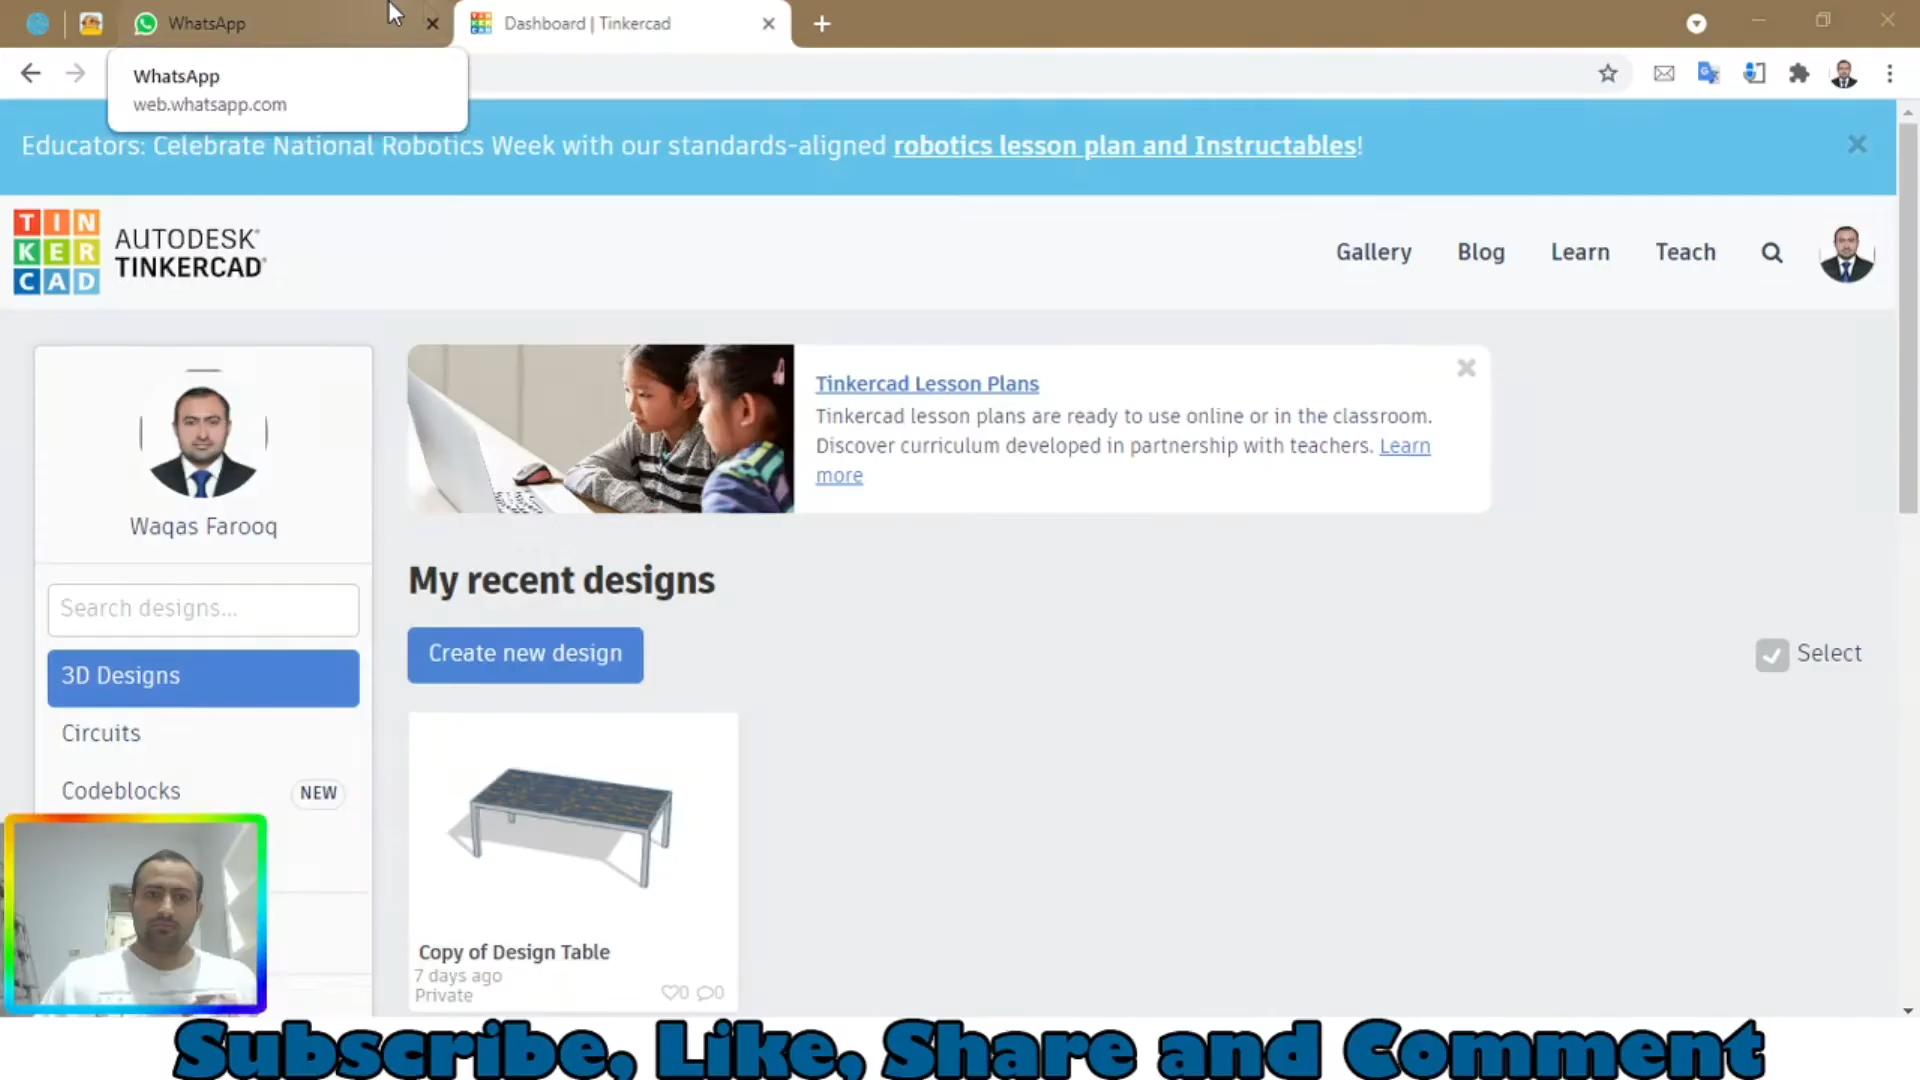 WhatsApp
Dashboard | Tinkercad
WhatsApp
web.whatsapp.com
Educators: Celebrate National Robotics Week with our standards-aligned robotics lesson plan and Instructables!
TIN
KER
CAD
AUTODESK®
TINKERCAD®
Gallery
Blog
Learn
Teach
Waqas Farooq
Search designs...
3D Designs
Circuits
Codeblocks
NEW
Tinkercad Lesson Plans
Tinkercad lesson plans are ready to use online or in the classroom.
Discover curriculum developed in partnership with teachers. Learn
more
My recent designs
Create new design
Select
Copy of Design Table
7 days ago
Private
0
0
Subscribe, Like, Share and Comment